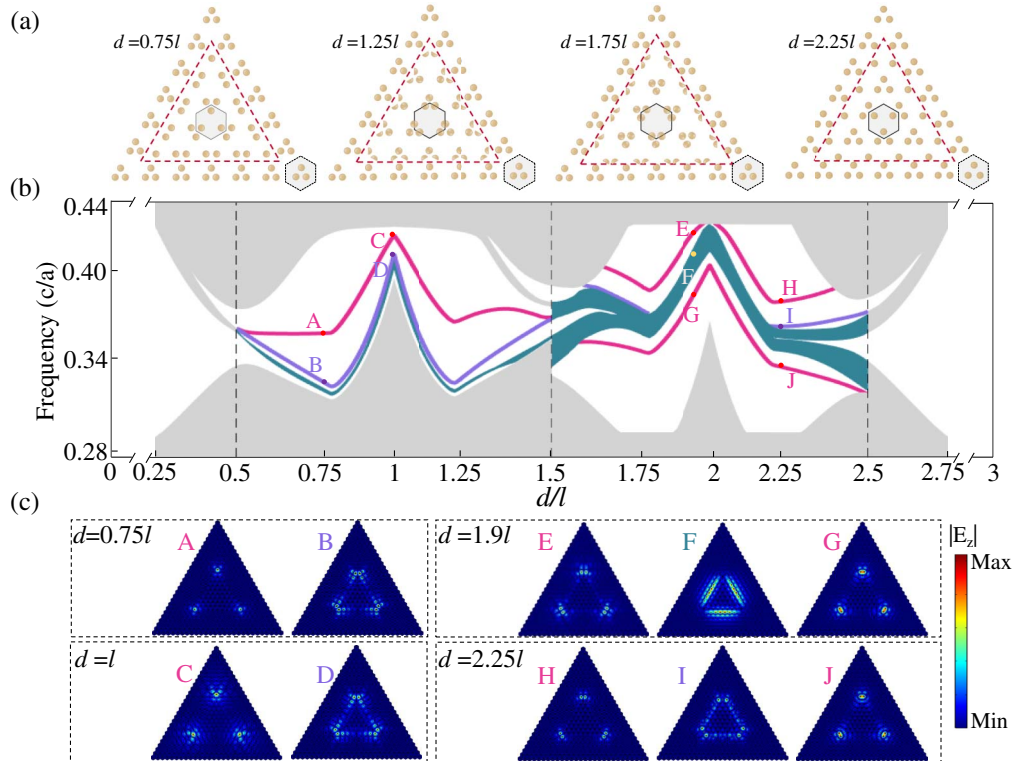 (a)
d =0.75l
d =1.25l
d =1.75l
d =2.25l
(b)
Frequency (c/a)
0.44
0.40
0.34
0.28
A
B
C
D
E
F
G
H
I
J
0 0.25 0.5 0.75 1 1.25 1.5 1.75 2 2.25 2.5 2.75 3
d/l
(c)
d=0.75l
A
B
d =1.9l
E
F
G
|E_z|
Max
d =l
C
D
d =2.25l
H
I
J
Min